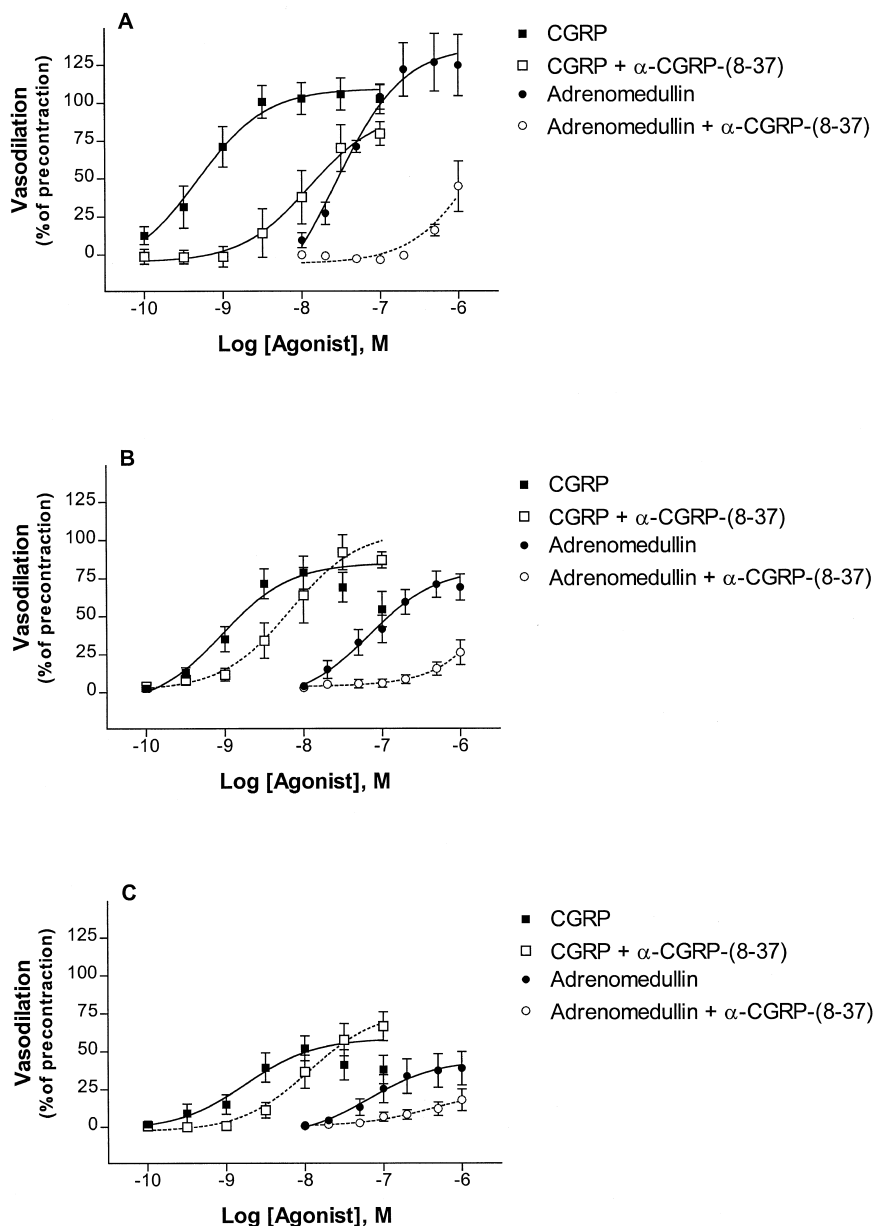 A
CGRP
CGRP + α-CGRP-(8-37)
Adrenomedullin
Adrenomedullin + α-CGRP-(8-37)
Vasodilation
(%of precontraction)
125
100
75
50
25
0
-10 -9 -8 -7 -6
Log [Agonist], M
B
CGRP
CGRP + α-CGRP-(8-37)
Adrenomedullin
Adrenomedullin + α-CGRP-(8-37)
Vasodilation
(%of precontraction)
125
100
75
50
25
0
-10 -9 -8 -7 -6
Log [Agonist], M
C
CGRP
CGRP + α-CGRP-(8-37)
Adrenomedullin
Adrenomedullin + α-CGRP-(8-37)
Vasodilation
(%of precontraction)
125
100
75
50
25
0
-10 -9 -8 -7 -6
Log [Agonist], M